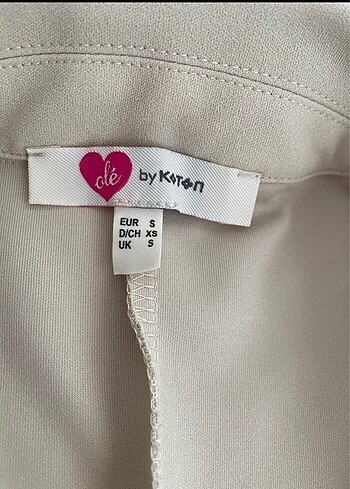 olé by Koton
EUR S
D/CH XS
UK S